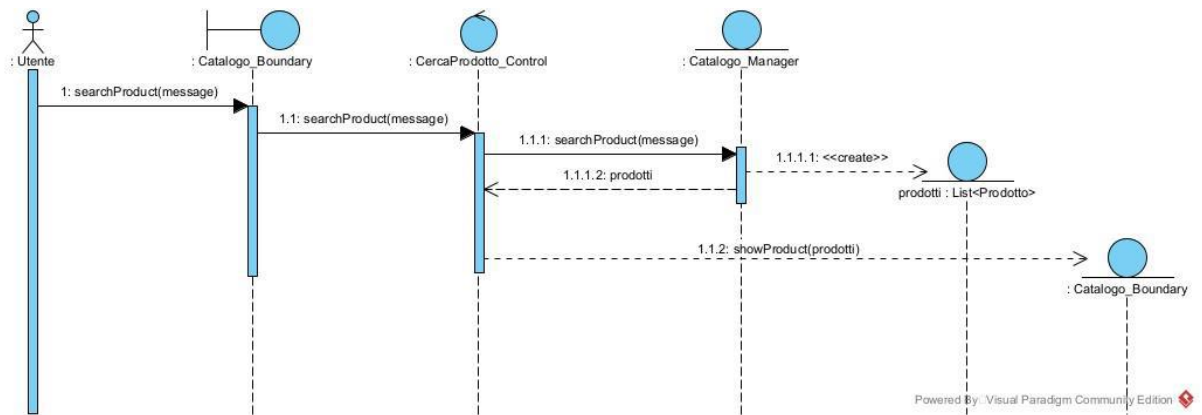 : Utente
: Catalogo_Boundary
: CercaProdotto_Control
: Catalogo_Manager
1: searchProduct(message)
1.1: searchProduct(message)
1.1.1: searchProduct(message)
1.1.1.1: <<create>>
1.1.1.2: prodotti
prodotti : List<Prodotto>
1.1.2: showProduct(prodotti)
: Catalogo_Boundary
Powered By: Visual Paradigm Community Edition